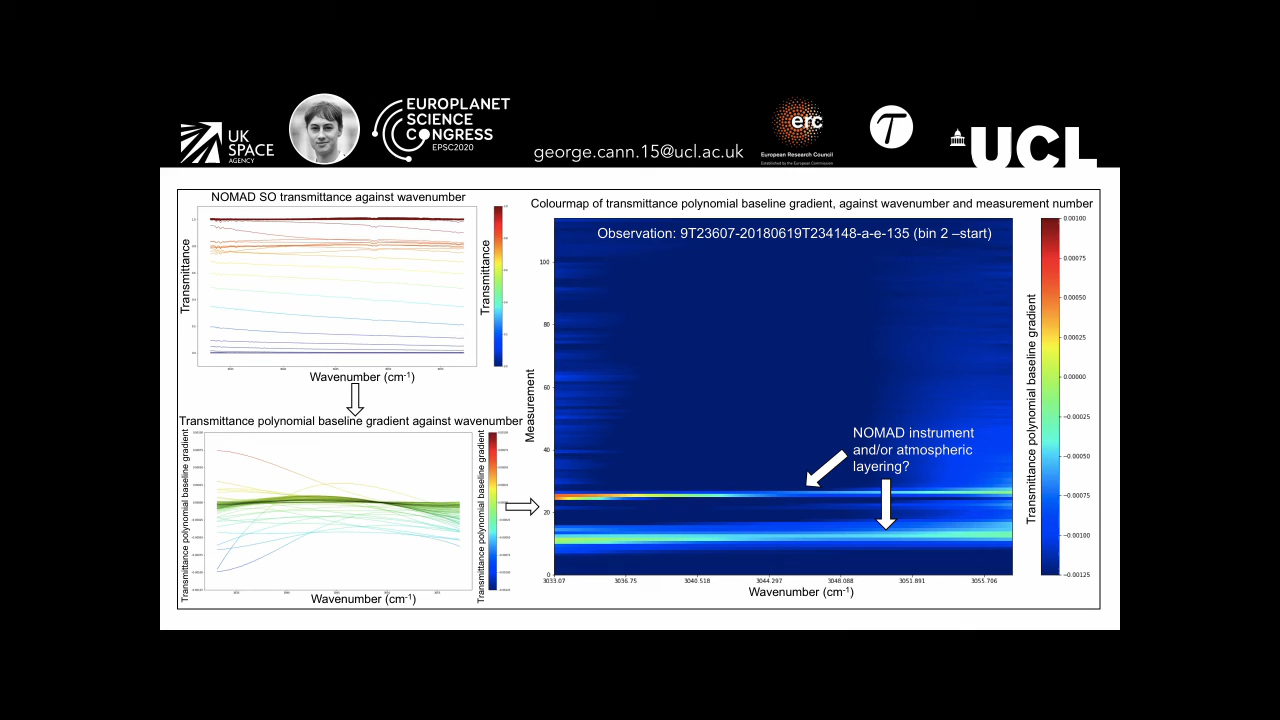 UK
SPACE
AGENCY
EUROPLANET
SCIENCE
CONGRESS
EPSC2020
george.cann.15@ucl.ac.uk
erc
European Research Council
Established by the European Commission
T
UCL
NOMAD SO transmittance against wavenumber
Transmittance
Transmittance
Wavenumber (cm-1)
Transmittance polynomial baseline gradient against wavenumber
Transmittance polynomial baseline gradient
Transmittance polynomial baseline gradient
Wavenumber (cm-1)
Colourmap of transmittance polynomial baseline gradient, against wavenumber and measurement number
Observation: 9T23607-20180619T234148-a-e-135 (bin 2 –start)
NOMAD instrument
and/or atmospheric
layering?
Measurement
100
80
60
40
20
0
3033.07
3036.75
3040.518
3044.297
3048.088
3051.891
3055.706
Wavenumber (cm-1)
Transmittance polynomial baseline gradient
0.00100
0.00075
0.00050
0.00025
0.00000
−0.00025
−0.00050
−0.00075
−0.00100
−0.00125